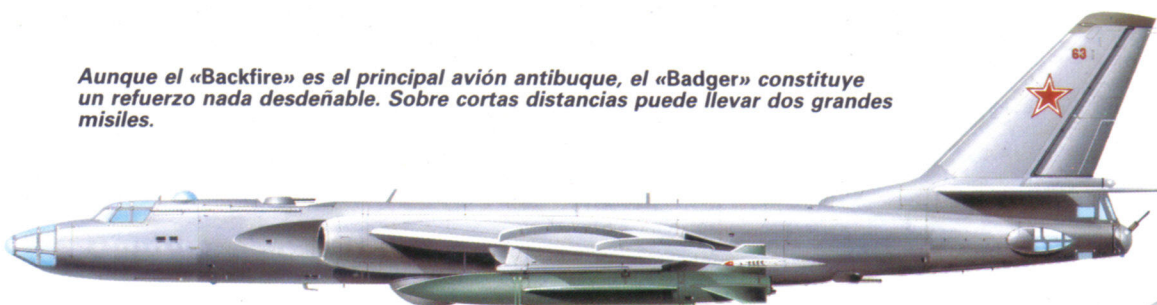 Aunque el «Backfire» es el principal avión antibuque, el «Badger» constituye
un refuerzo nada desdeñable. Sobre cortas distancias puede llevar dos grandes
misiles.
63